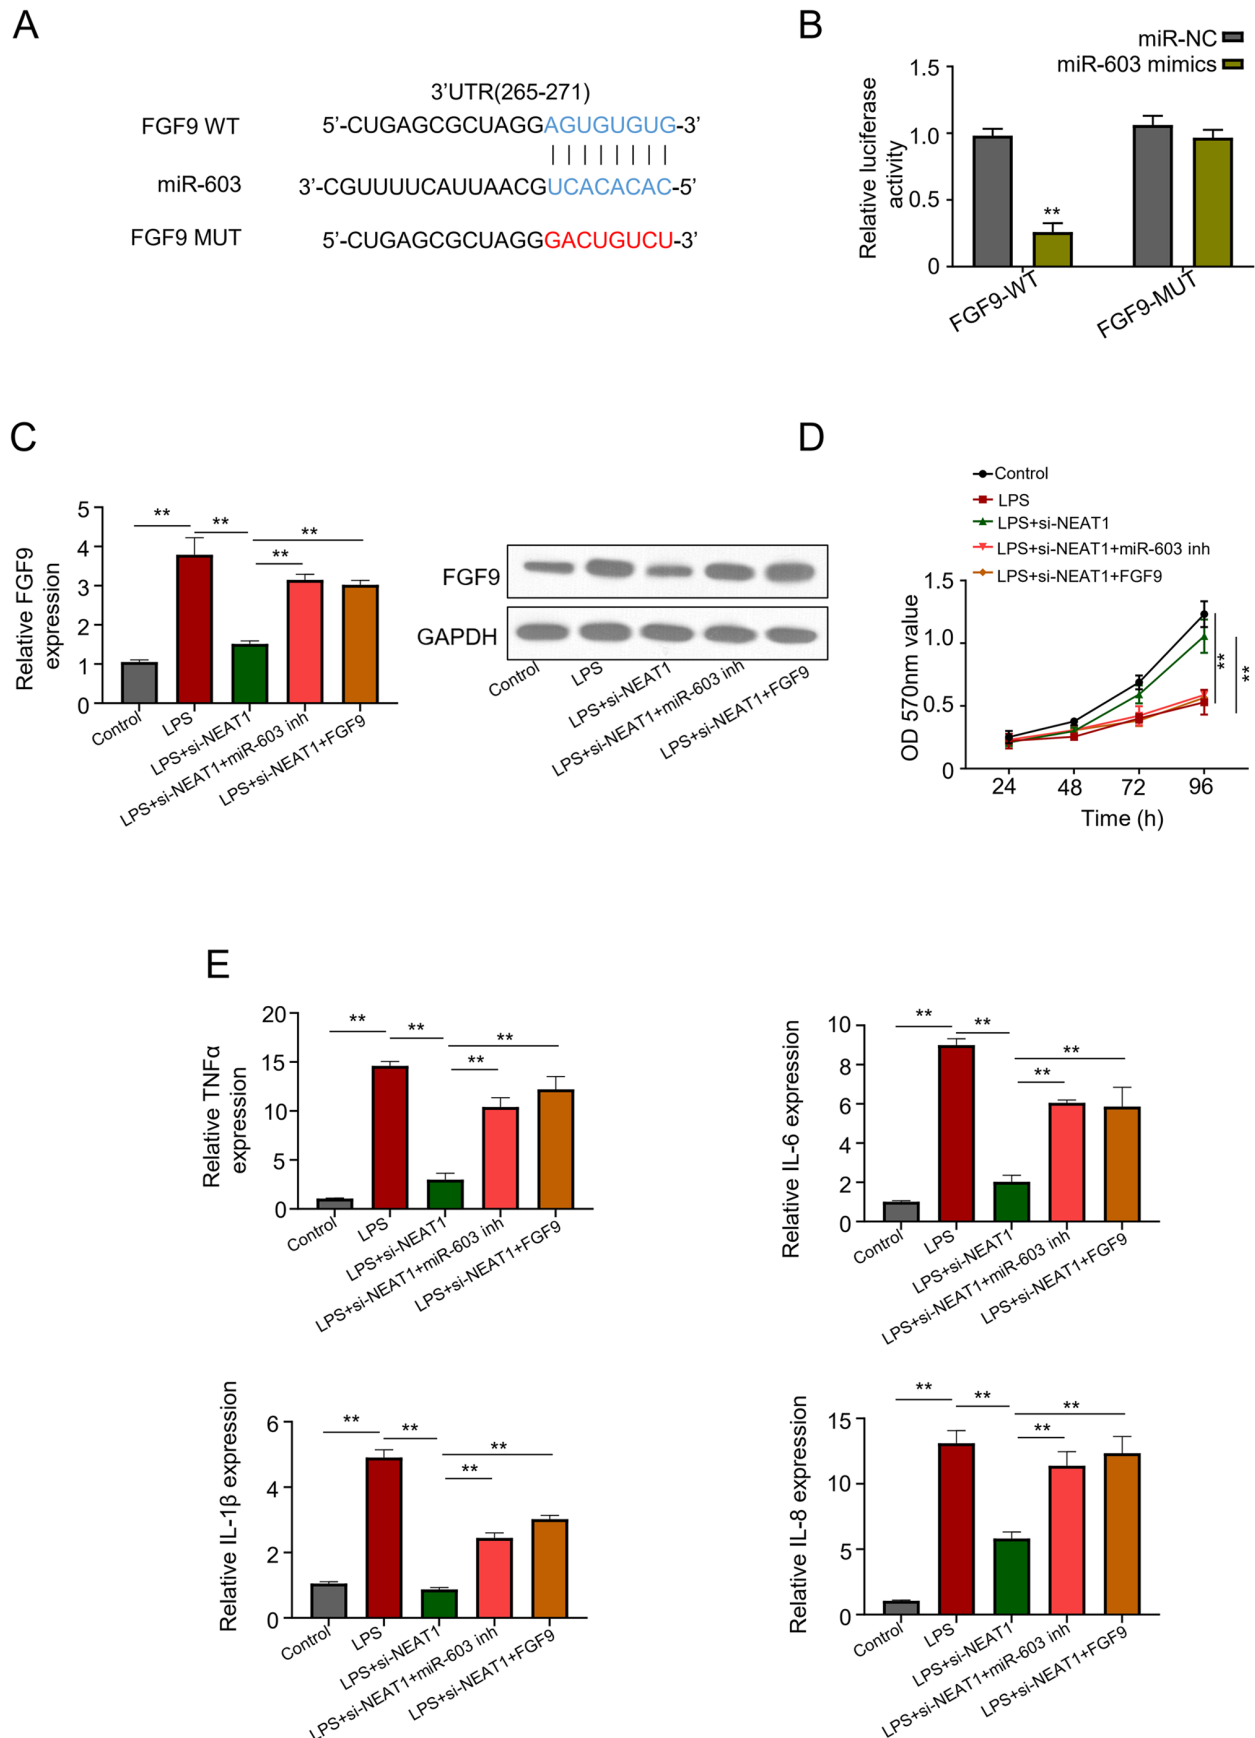 A
3’UTR(265-271)
FGF9 WT 5’-CUGAGCGCUAGGAGUGUGUG-3’
miR-603 3’-CGUUUUCAUUAACGUCACACAC-5’
FGF9 MUT 5’-CUGAGCGCUAGGGACUGUCU-3’
B
miR-NC
miR-603 mimics
Relative luciferase
activity
1.5
1.0
0.5
0
**
FGF9-WT
FGF9-MUT
C
Relative FGF9
expression
5
4
3
2
1
0
**
**
**
**
Control
LPS
LPS+si-NEAT1
LPS+si-NEAT1+miR-603 inh
LPS+si-NEAT1+FGF9
FGF9
GAPDH
Control
LPS
LPS+si-NEAT1
LPS+si-NEAT1+miR-603 inh
LPS+si-NEAT1+FGF9
D
Control
LPS
LPS+si-NEAT1
LPS+si-NEAT1+miR-603 inh
LPS+si-NEAT1+FGF9
OD 570nm value
1.5
1.0
0.5
0
**
**
24 48 72 96
Time (h)
E
Relative TNFα
expression
20
15
10
5
0
**
**
**
**
Control
LPS
LPS+si-NEAT1
LPS+si-NEAT1+miR-603 inh
LPS+si-NEAT1+FGF9
Relative IL-6 expression
10
8
6
4
2
0
**
**
**
**
Control
LPS
LPS+si-NEAT1
LPS+si-NEAT1+miR-603 inh
LPS+si-NEAT1+FGF9
Relative IL-1β expression
6
4
2
0
**
**
**
**
Control
LPS
LPS+si-NEAT1
LPS+si-NEAT1+miR-603 inh
LPS+si-NEAT1+FGF9
Relative IL-8 expression
15
10
5
0
**
**
**
**
Control
LPS
LPS+si-NEAT1
LPS+si-NEAT1+miR-603 inh
LPS+si-NEAT1+FGF9